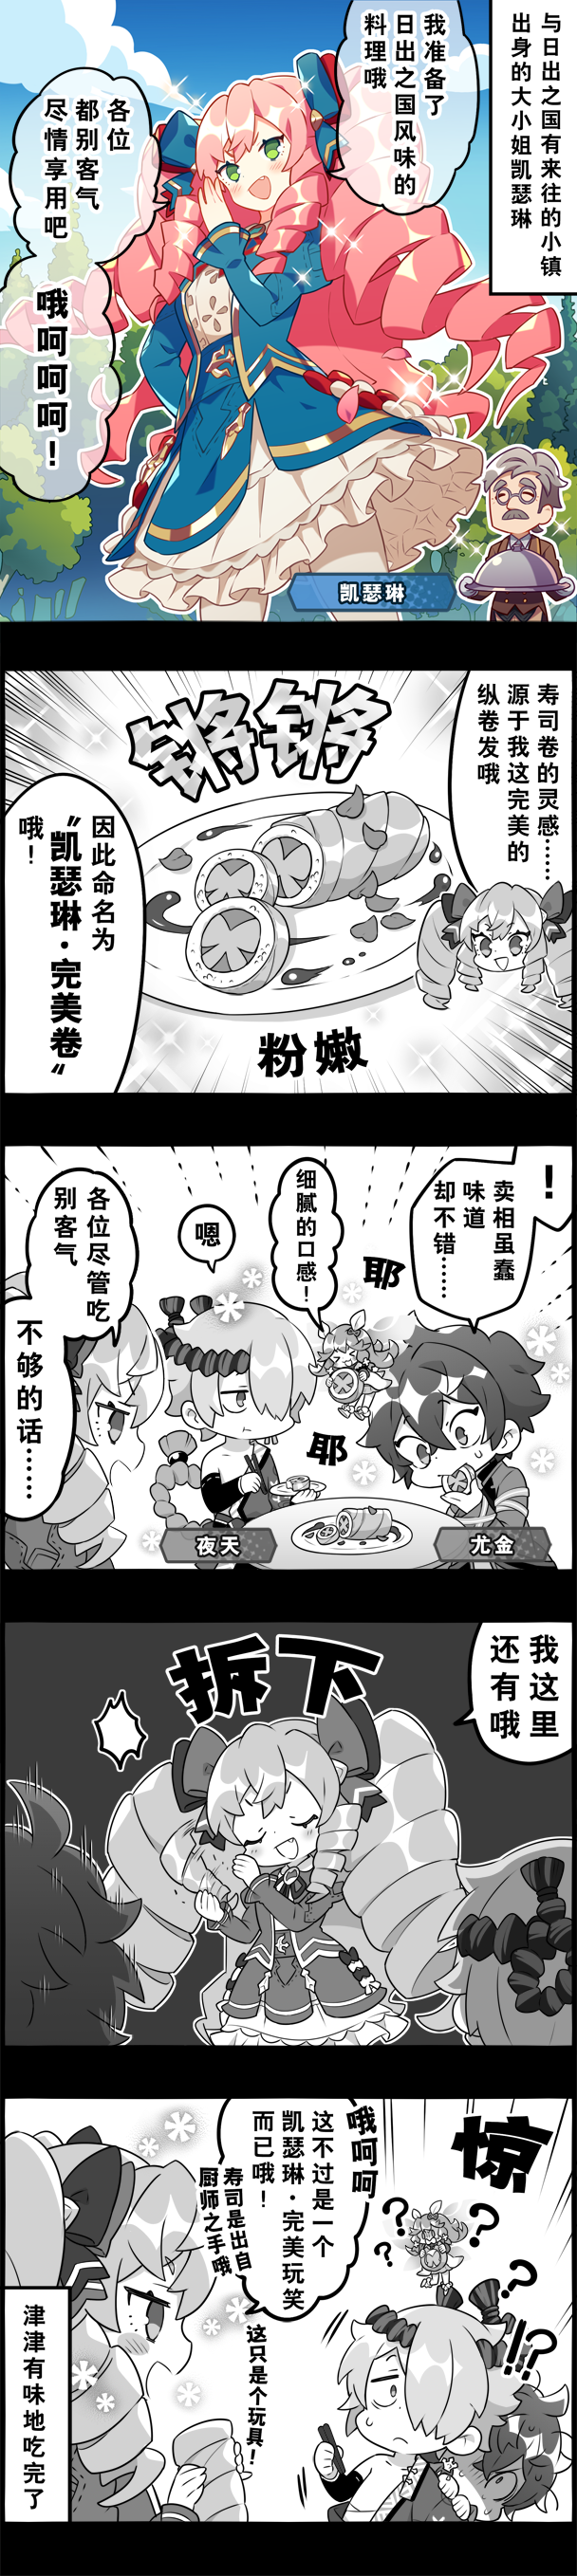 与日出之国有来往的小镇
出身的大小姐凯瑟琳
我准备了
日出之国风味的
料理哦
各位
都别客气
尽情享用吧
哦呵呵呵！
凯瑟琳
寿司卷的灵感……
源于我这完美的
纵卷发哦
锵锵
因此命名为
“凯瑟琳·完美卷”
哦！
粉嫩
！
卖相虽蠢
味道
却不错……
耶
细腻的口感！
耶
嗯
各位尽管吃
别客气
不够的话……
夜天
尤金
我这里
还有哦
拆下
惊
？
？
？
？
!!?
哦呵呵
这不过是一个
凯瑟琳·完美玩笑
而已哦！
寿司是出自
厨师之手哦
这只是个玩具！
津津有味地吃完了